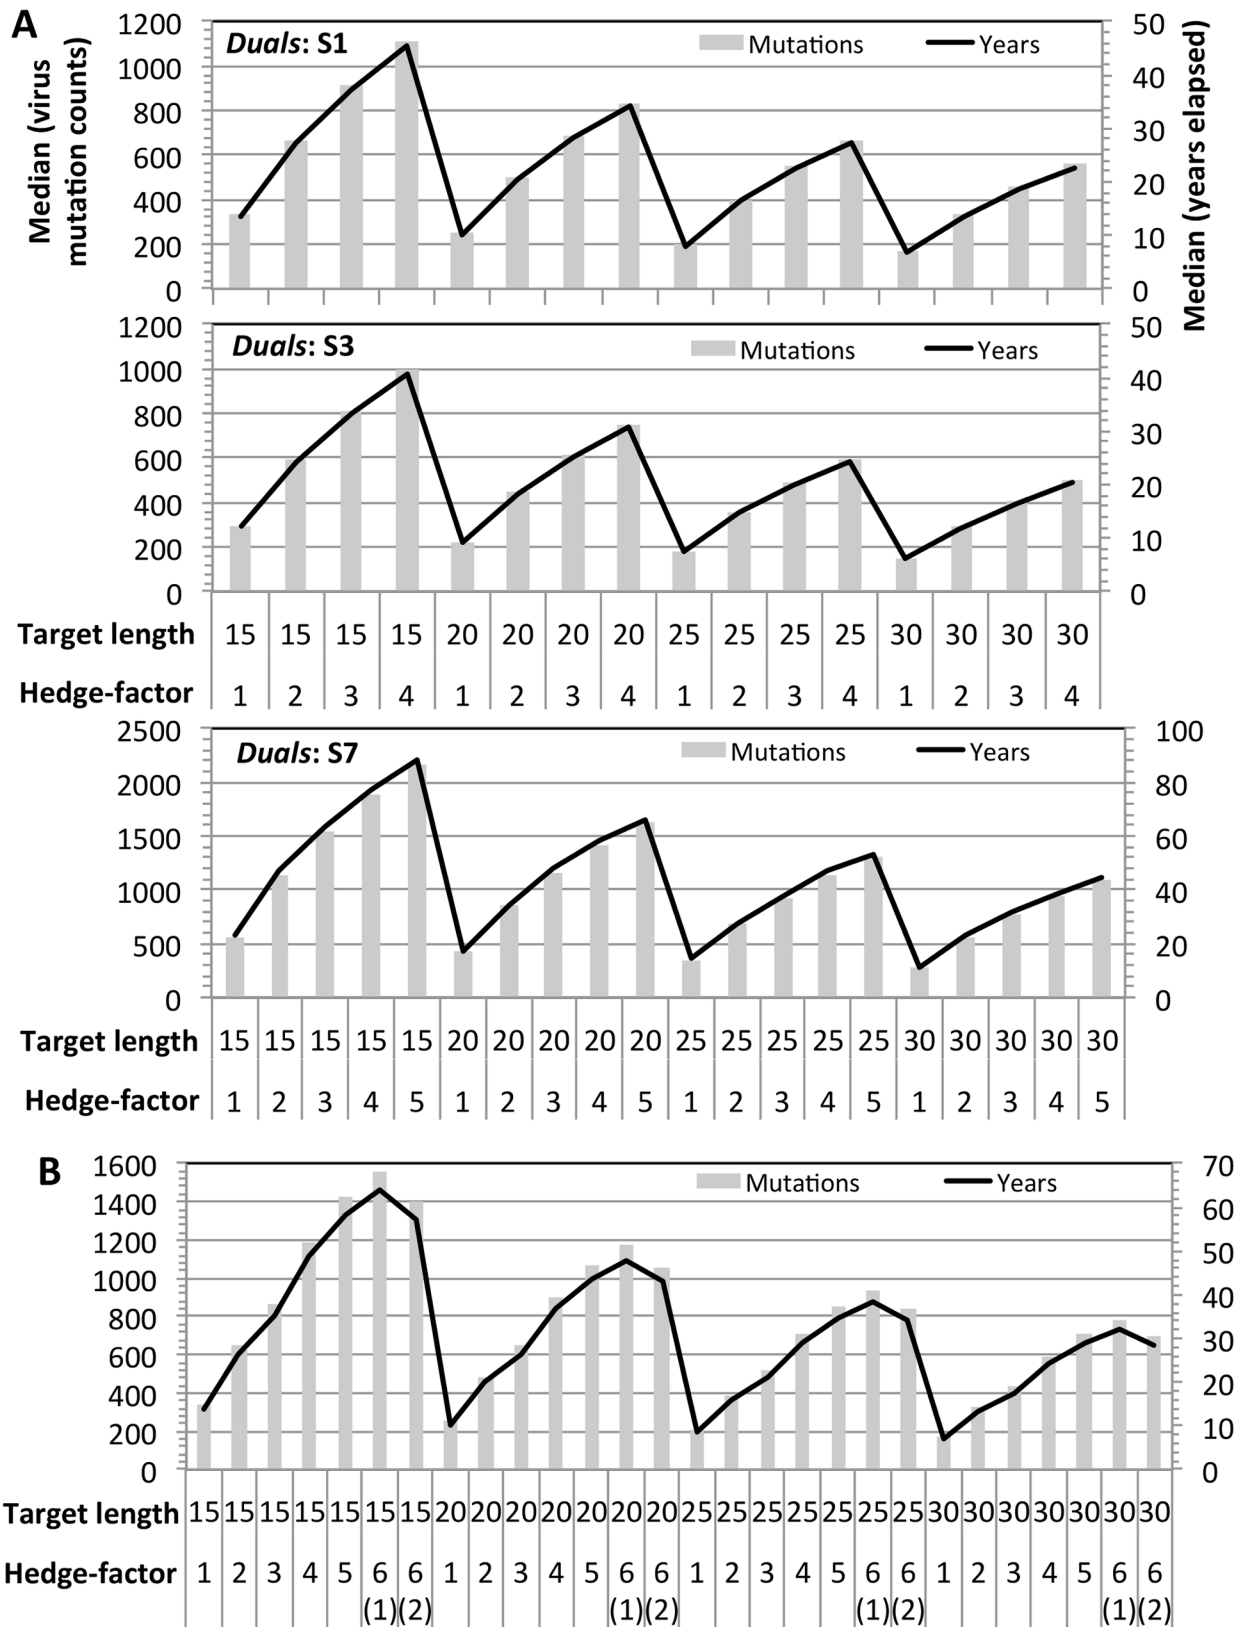 A
Median (virus
mutation counts)
Median (years elapsed)
Duals: S1
Mutations
Years
1200
1000
800
600
400
200
0
50
40
30
20
10
0
Duals: S3
Mutations
Years
1200
1000
800
600
400
200
0
50
40
30
20
10
0
Target length 15 15 15 15 20 20 20 20 25 25 25 25 30 30 30 30
Hedge-factor 1 2 3 4 1 2 3 4 1 2 3 4 1 2 3 4
Duals: S7
Mutations
Years
2500
2000
1500
1000
500
0
100
80
60
40
20
0
Target length 15 15 15 15 15 20 20 20 20 20 25 25 25 25 25 30 30 30 30 30
Hedge-factor 1 2 3 4 5 1 2 3 4 5 1 2 3 4 5 1 2 3 4 5
B
Mutations
Years
1600
1400
1200
1000
800
600
400
200
0
70
60
50
40
30
20
10
0
Target length 15 15 15 15 15 15 15 20 20 20 20 20 20 20 25 25 25 25 25 25 25 30 30 30 30 30 30 30
Hedge-factor 1 2 3 4 5 6 6 1 2 3 4 5 6 6 1 2 3 4 5 6 6 1 2 3 4 5 6 6
(1) (2) (1) (2) (1) (2) (1) (2)